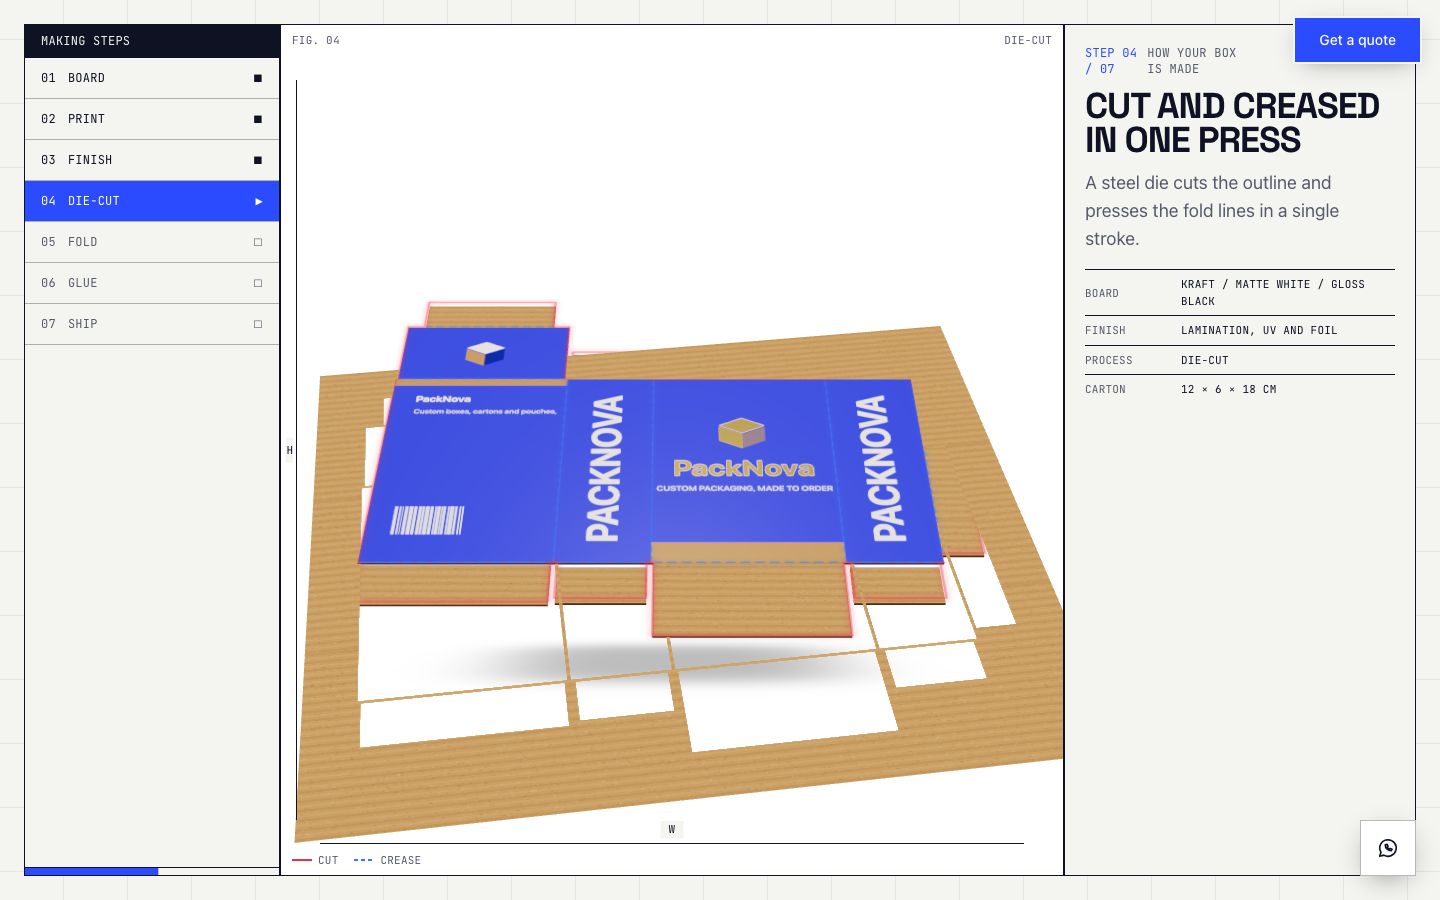 MAKING STEPS
01 BOARD
02 PRINT
03 FINISH
04 DIE-CUT
05 FOLD
06 GLUE
07 SHIP
FIG. 04
DIE-CUT
H
PackNova
Custom boxes, cartons and pouches,
PACKNOVA
PackNova
CUSTOM PACKAGING, MADE TO ORDER
PACKNOVA
W
CUT
CREASE
Get a quote
STEP 04 / 07
HOW YOUR BOX IS MADE
CUT AND CREASED
IN ONE PRESS
A steel die cuts the outline and
presses the fold lines in a single
stroke.
BOARD KRAFT / MATTE WHITE / GLOSS BLACK
FINISH LAMINATION, UV AND FOIL
PROCESS DIE-CUT
CARTON 12 × 6 × 18 CM